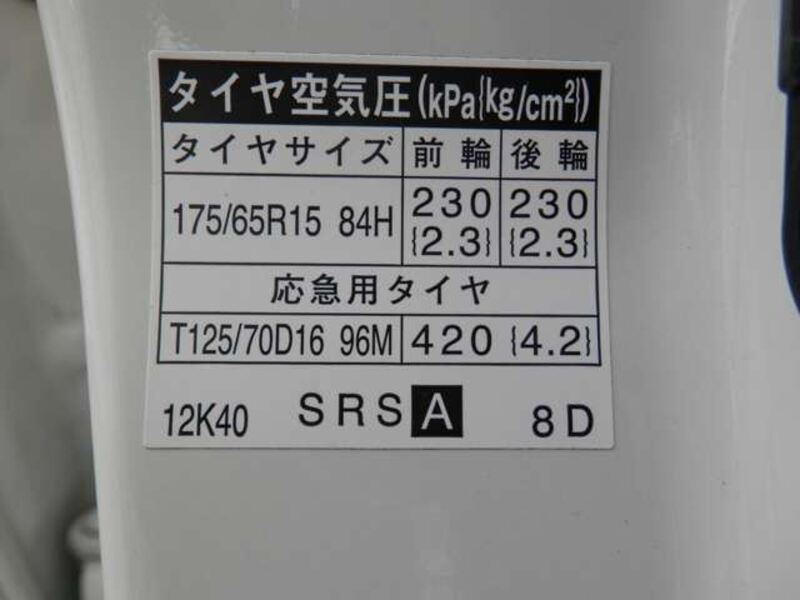 タイヤ空気圧(kPa{kg/cm²})
タイヤサイズ 前輪 後輪
175/65R15 84H 230 {2.3} 230 {2.3}
応急用タイヤ
T125/70D16 96M 420 {4.2}
12K40 SRS A 8D